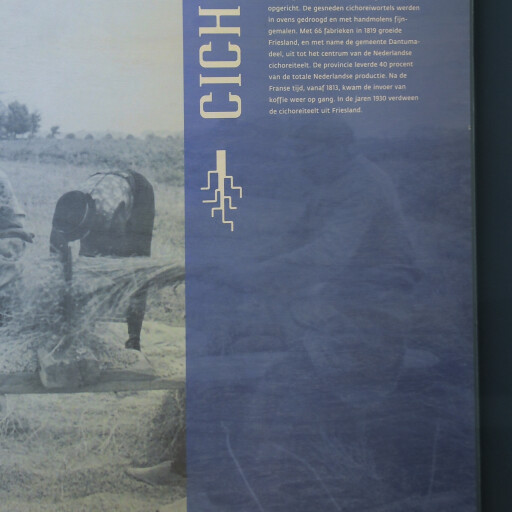 CICH
opgericht. De gesneden cichoreiwortels werden
in ovens gedroogd en met handmolens fijn-
gemalen. Met 66 fabrieken in 1819 groeide
Friesland, en met name de gemeente Dantuma-
deel, uit tot het centrum van de Nederlandse
cichoreiteelt. De provincie leverde 40 procent
van de totale Nederlandse productie. Na de
Franse tijd, vanaf 1813, kwam de invoer van
koffie weer op gang. In de jaren 1930 verdween
de cichoreiteelt uit Friesland.